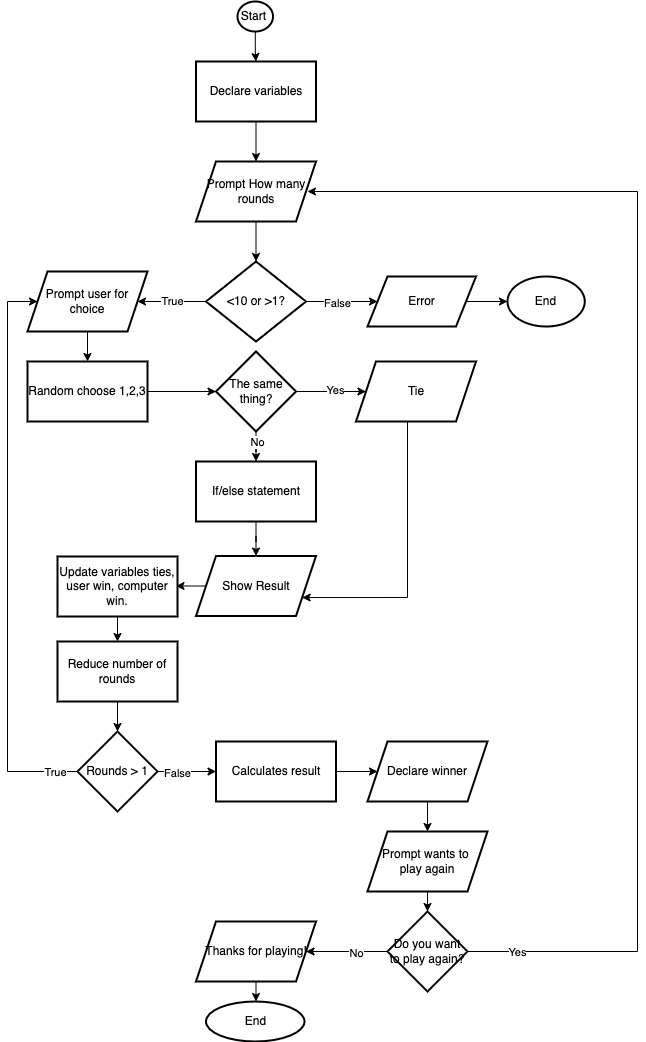 Start
Declare variables
Prompt How many
rounds
Prompt user for
choice
True
<10 or >1?
False
Error
End
Random choose 1,2,3
The same
thing?
Yes
Tie
No
If/else statement
Update variables ties,
user win, computer
win.
Show Result
Reduce number of
rounds
True
Rounds > 1
False
Calculates result
Declare winner
Prompt wants to
play again
Thanks for playing!
No
Do you want
to play again?
Yes
End